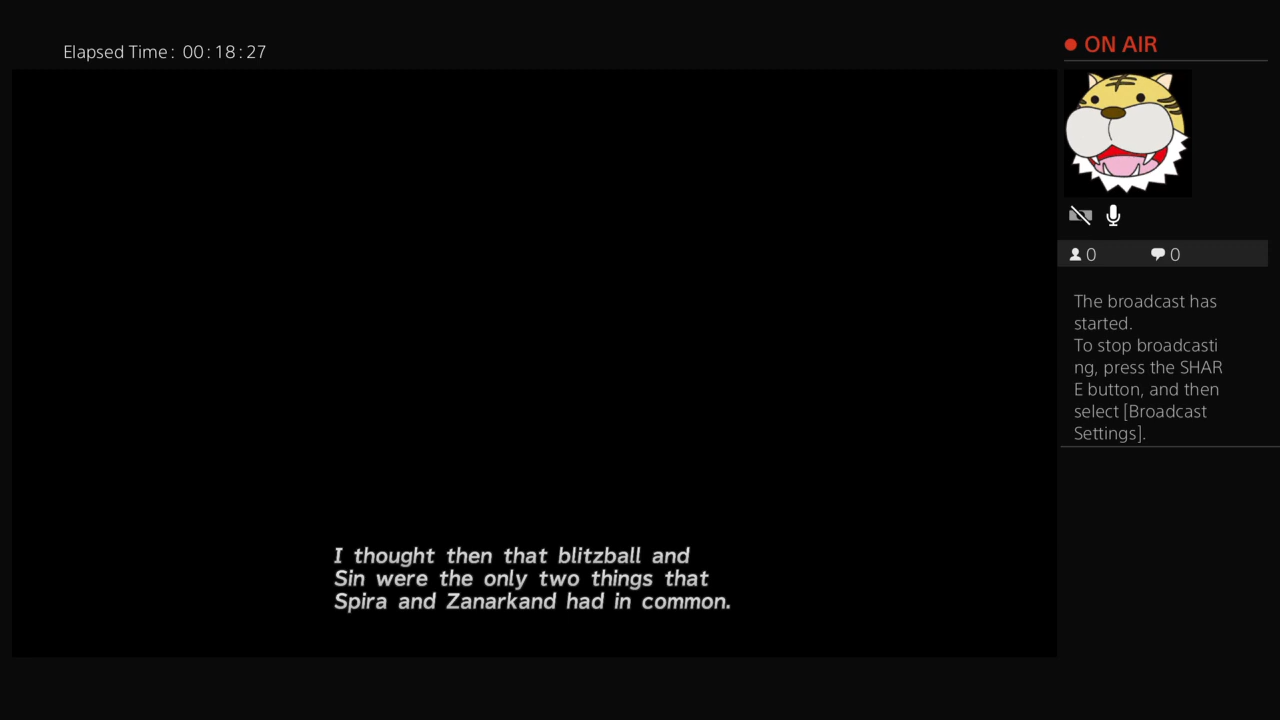 Elapsed Time: 00:18:27
ON AIR
0 0
The broadcast has
started.
To stop broadcasti
ng, press the SHAR
E button, and then
select [Broadcast
Settings].
I thought then that blitzball and
Sin were the only two things that
Spira and Zanarkand had in common.